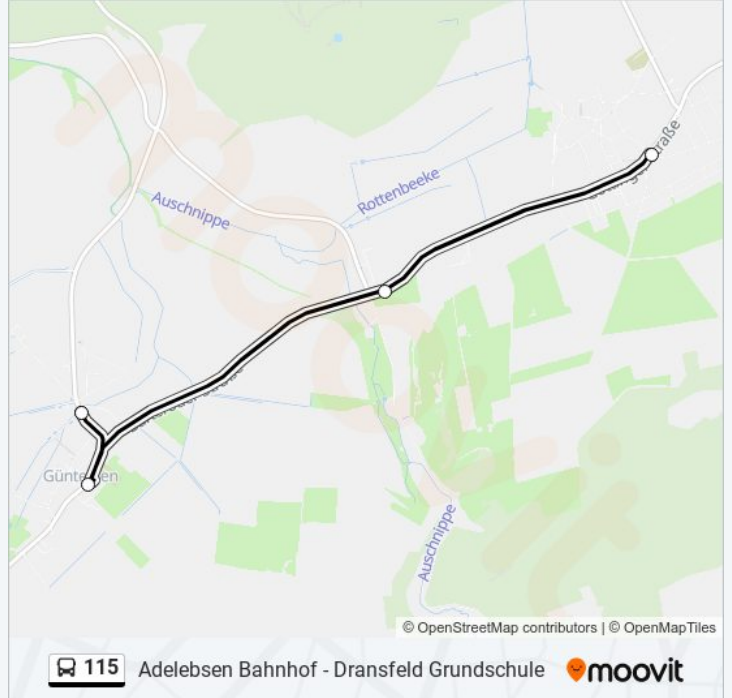 Auschnippe
Rottenbeeke
Auschnippe
© OpenStreetMap contributors | © OpenMapTiles
115 Adelebsen Bahnhof - Dransfeld Grundschule moovit